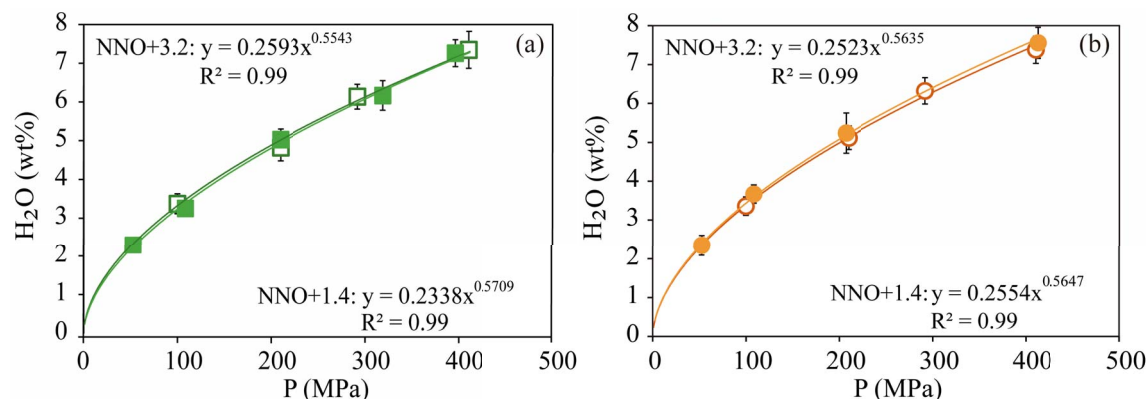 8
7
6
5
4
3
2
1
0
H₂O (wt%)
NNO+3.2: y = 0.2593x^0.5543
R² = 0.99
(a)
NNO+1.4: y = 0.2338x^0.5709
R² = 0.99
0 100 200 300 400 500
P (MPa)
8
7
6
5
4
3
2
1
0
H₂O (wt%)
NNO+3.2: y = 0.2523x^0.5635
R² = 0.99
(b)
NNO+1.4: y = 0.2554x^0.5647
R² = 0.99
0 100 200 300 400 500
P (MPa)